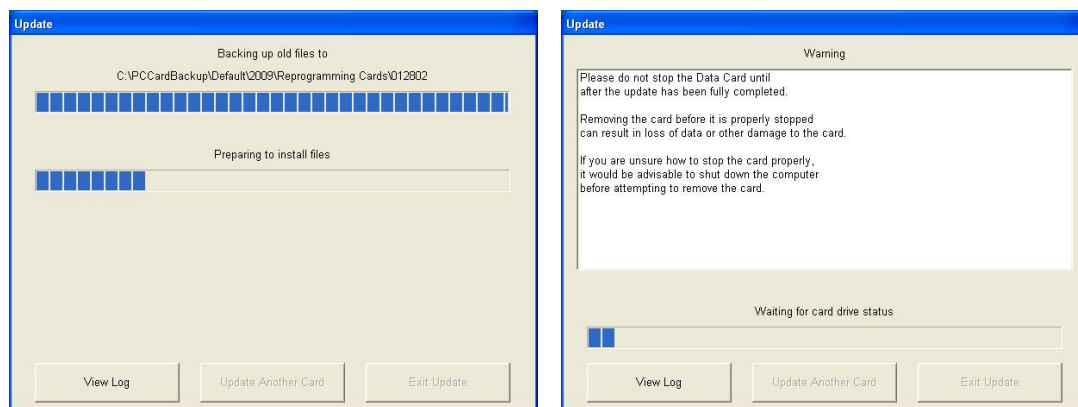 Update
Backing up old files to
C:\PCCardBackup\Default\2009\Reprogramming Cards\012802
Preparing to install files
View Log
Update Another Card
Exit Update
Update
Warning
Please do not stop the Data Card until
after the update has been fully completed.
Removing the card before it is properly stopped
can result in loss of data or other damage to the card.
If you are unsure how to stop the card properly,
it would be advisable to shut down the computer
before attempting to remove the card.
Waiting for card drive status
View Log
Update Another Card
Exit Update